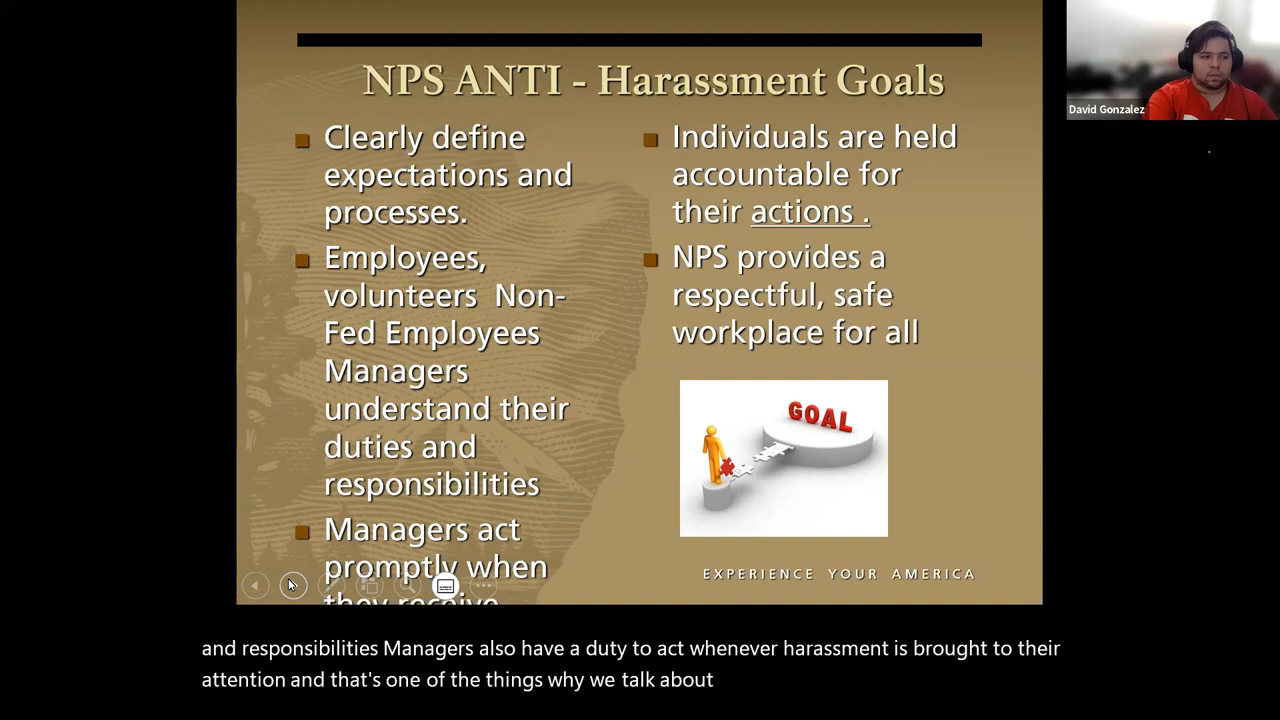 NPS ANTI - Harassment Goals
Clearly define
expectations and
processes.
Employees,
volunteers Non-
Fed Employees
Managers
understand their
duties and
responsibilities
Managers act
promptly when
they receive
Individuals are held
accountable for
their actions .
NPS provides a
respectful, safe
workplace for all
GOAL
EXPERIENCE YOUR AMERICA
David Gonzalez
and responsibilities Managers also have a duty to act whenever harassment is brought to their
attention and that's one of the things why we talk about